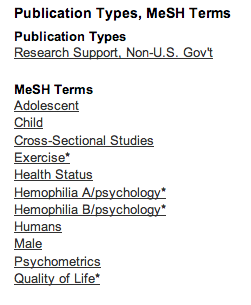 Publication Types, MeSH Terms
Publication Types
Research Support, Non-U.S. Gov't
MeSH Terms
Adolescent
Child
Cross-Sectional Studies
Exercise*
Health Status
Hemophilia A/psychology*
Hemophilia B/psychology*
Humans
Male
Psychometrics
Quality of Life*